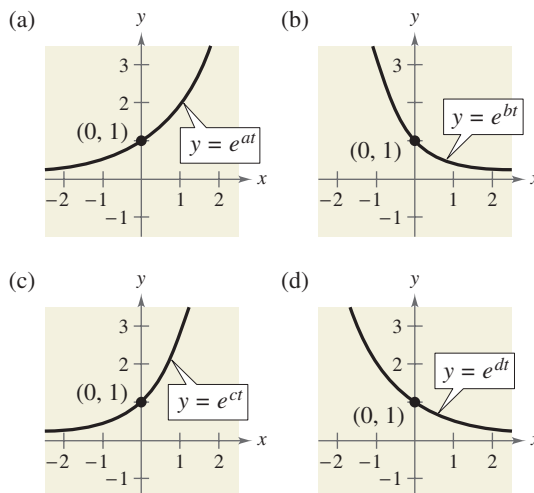 (a)
y
3
2
(0, 1)
y = e^{at}
x
−2 −1 1 2
−1
(b)
y
3
2
y = e^{bt}
(0, 1)
x
−2 −1 1 2
−1
(c)
y
3
2
(0, 1)
y = e^{ct}
x
−2 −1 1 2
−1
(d)
y
3
2
y = e^{dt}
(0, 1)
x
−2 −1 1 2
−1